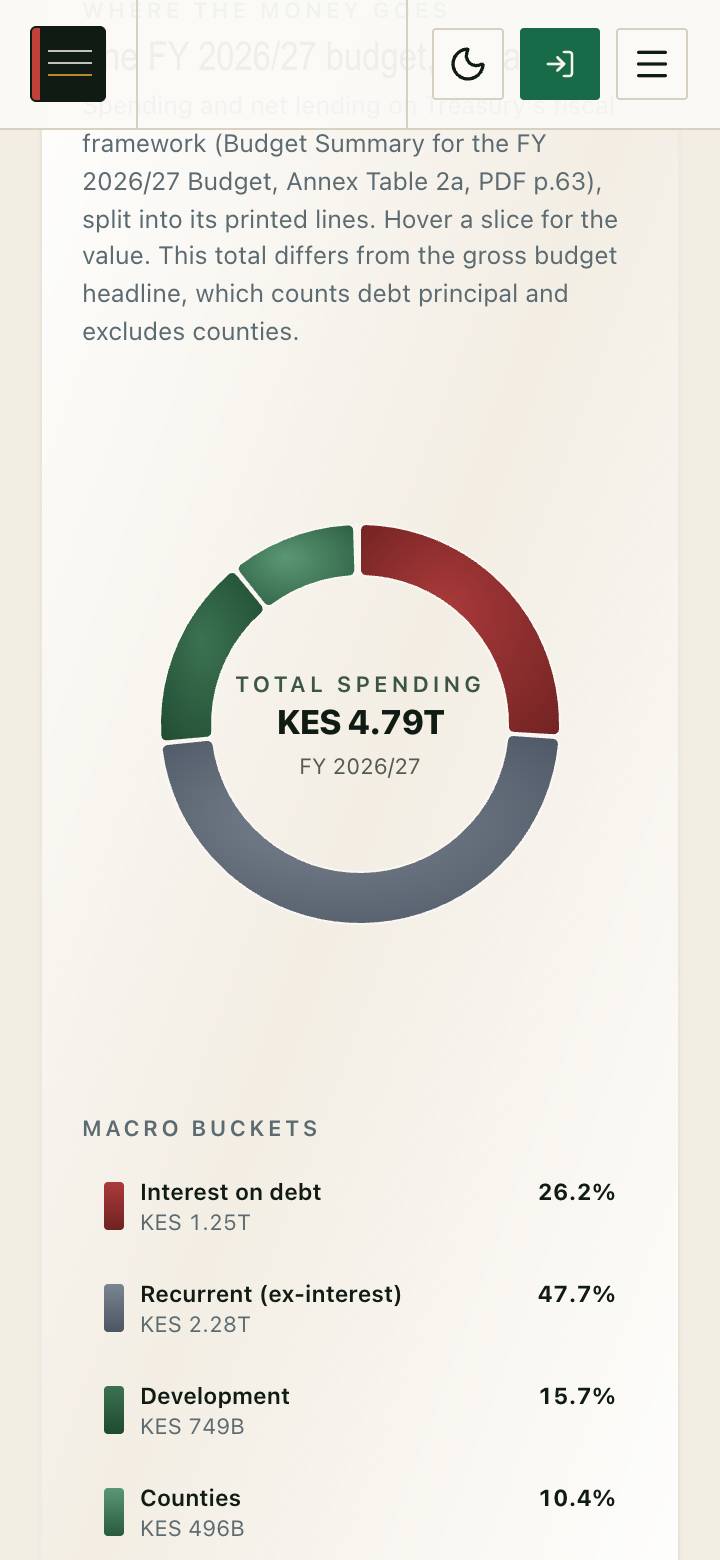 WHERE THE MONEY GOES
FY 2026/27 budget,
Spending and net lending on Treasury's fiscal
framework (Budget Summary for the FY
2026/27 Budget, Annex Table 2a, PDF p.63),
split into its printed lines. Hover a slice for the
value. This total differs from the gross budget
headline, which counts debt principal and
excludes counties.
TOTAL SPENDING
KES 4.79T
FY 2026/27
MACRO BUCKETS
Interest on debt
26.2%
KES 1.25T
Recurrent (ex-interest)
47.7%
KES 2.28T
Development
15.7%
KES 749B
Counties
10.4%
KES 496B